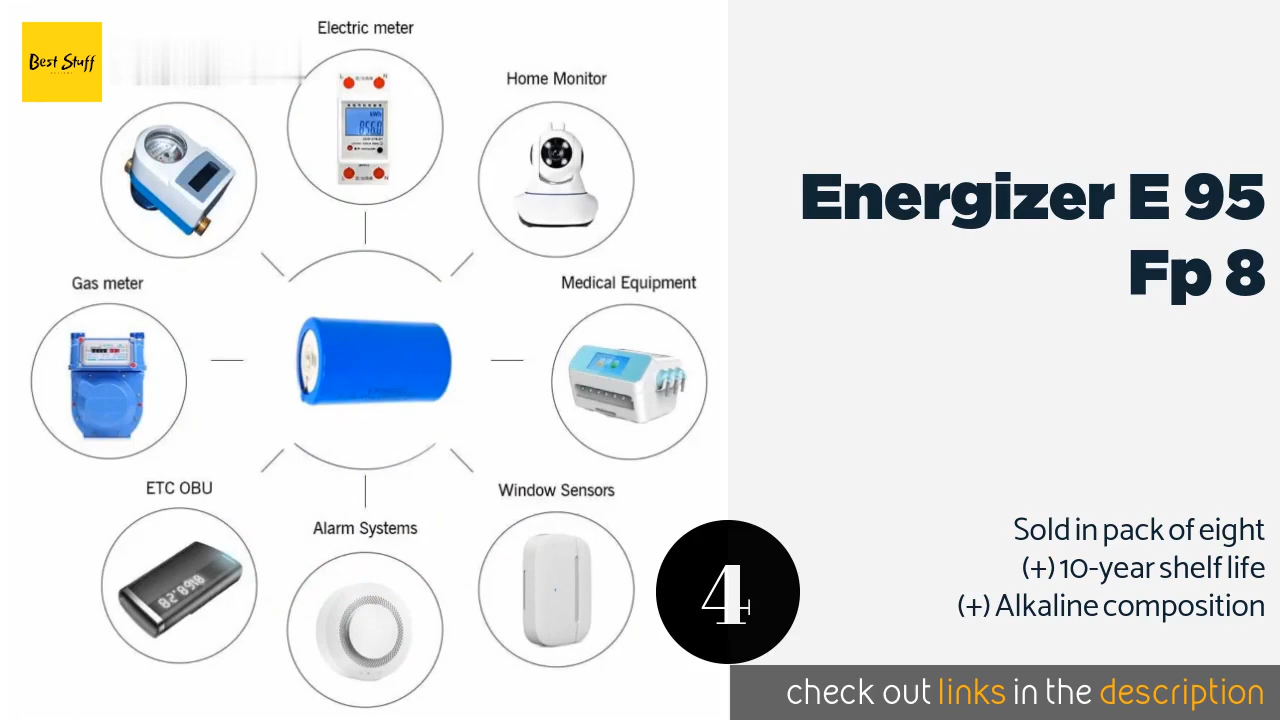 Best Stuff
Electric meter
Home Monitor
kWh
Gas meter
Medical Equipment
ETC OBU
Alarm Systems
Window Sensors
Energizer E 95
Fp 8
4
Sold in pack of eight
(+) 10-year shelf life
(+) Alkaline composition
check out links in the description